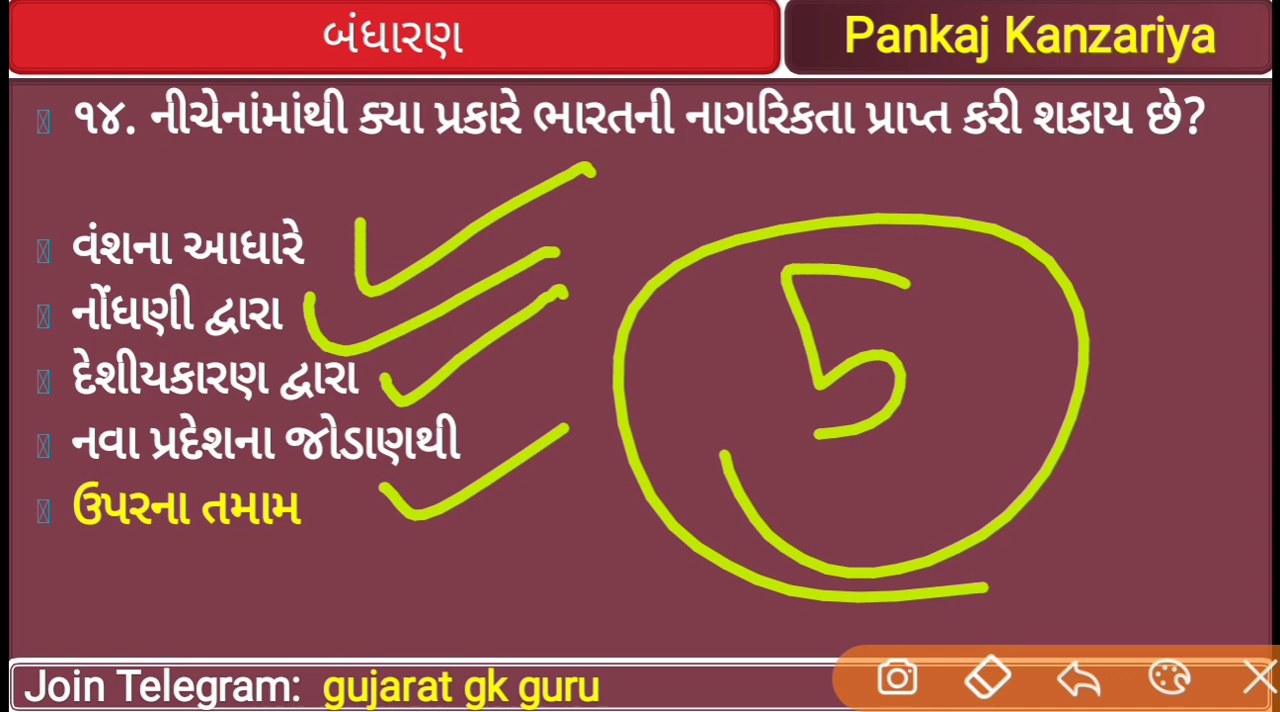 બંધારણ
Pankaj Kanzariya
૧૪. નીચેનાંમાંથી ક્યા પ્રકારે ભારતની નાગરિકતા પ્રાપ્ત કરી શકાય છે?
વંશના આધારે
નોંધણી દ્વારા
દેશીયકારણ દ્વારા
નવા પ્રદેશના જોડાણથી
ઉપરના તમામ
5
Join Telegram: gujarat gk guru